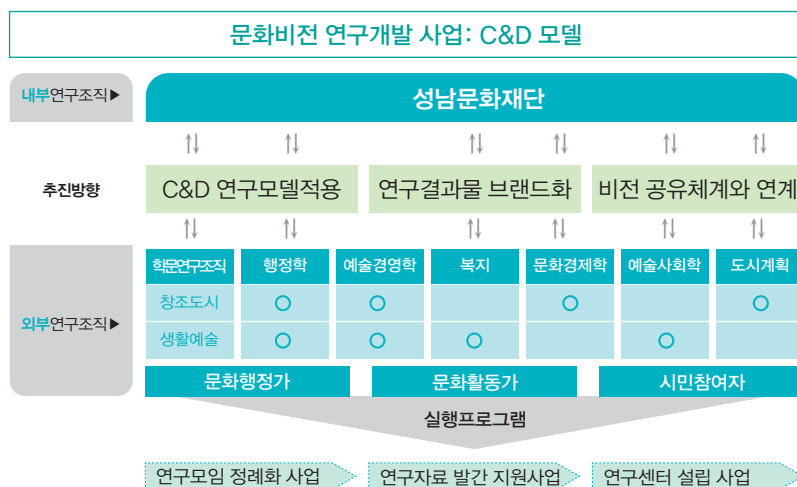 문화비전 연구개발 사업: C&D 모델
내부연구조직▶
성남문화재단
추진방향
C&D 연구모델적용
연구결과물 브랜드화
비전 공유체계와 연계
외부연구조직▶
학문연구조직 행정학 예술경영학 복지 문화경제학 예술사회학 도시계획
창조도시 ○ ○ ○ ○
생활예술 ○ ○ ○ ○
문화행정가
문화활동가
시민참여자
실행프로그램
연구모임 정례화 사업
연구자료 발간 지원사업
연구센터 설립 사업